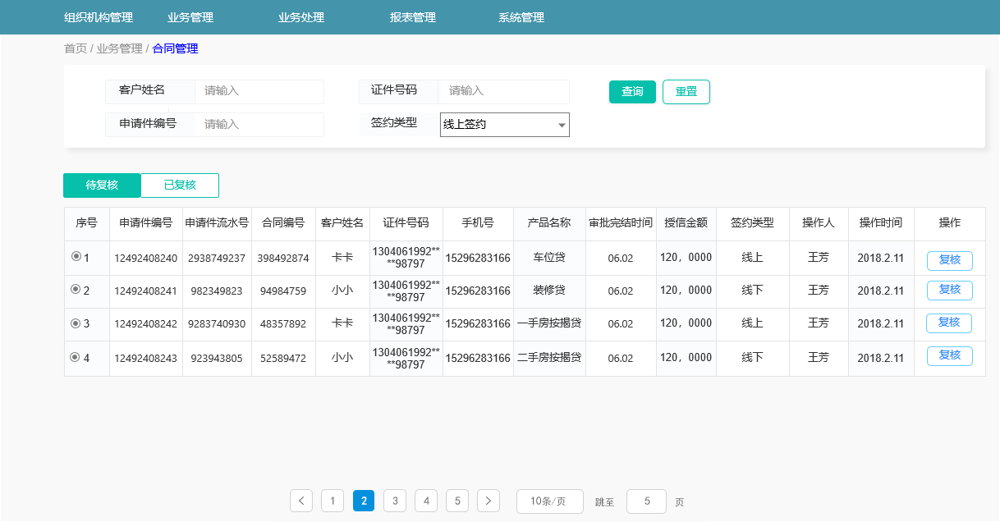 组织机构管理 业务管理 业务处理 报表管理 系统管理
首页 / 业务管理 / 合同管理
客户姓名 请输入 证件号码 请输入 查询 重置
申请件编号 请输入 签约类型 线上签约
待复核 已复核
序号 申请件编号 申请件流水号 合同编号 客户姓名 证件号码 手机号 产品名称 审批完结时间 授信金额 签约类型 操作人 操作时间 操作
1 12492408240 2938749237 398492874 卡卡 1304061992** **98797 15296283166 车位贷 06.02 120，0000 线上 王芳 2018.2.11 复核
2 12492408241 982349823 94984759 小小 1304061992** **98797 15296283166 装修贷 06.02 120，0000 线下 王芳 2018.2.11 复核
3 12492408242 9283740930 48357892 卡卡 1304061992** **98797 15296283166 一手房按揭贷 06.02 120，0000 线上 王芳 2018.2.11 复核
4 12492408243 923943805 52589472 小小 1304061992** **98797 15296283166 二手房按揭贷 06.02 120，0000 线下 王芳 2018.2.11 复核
< 1 2 3 4 5 > 10条/页 跳至 5 页